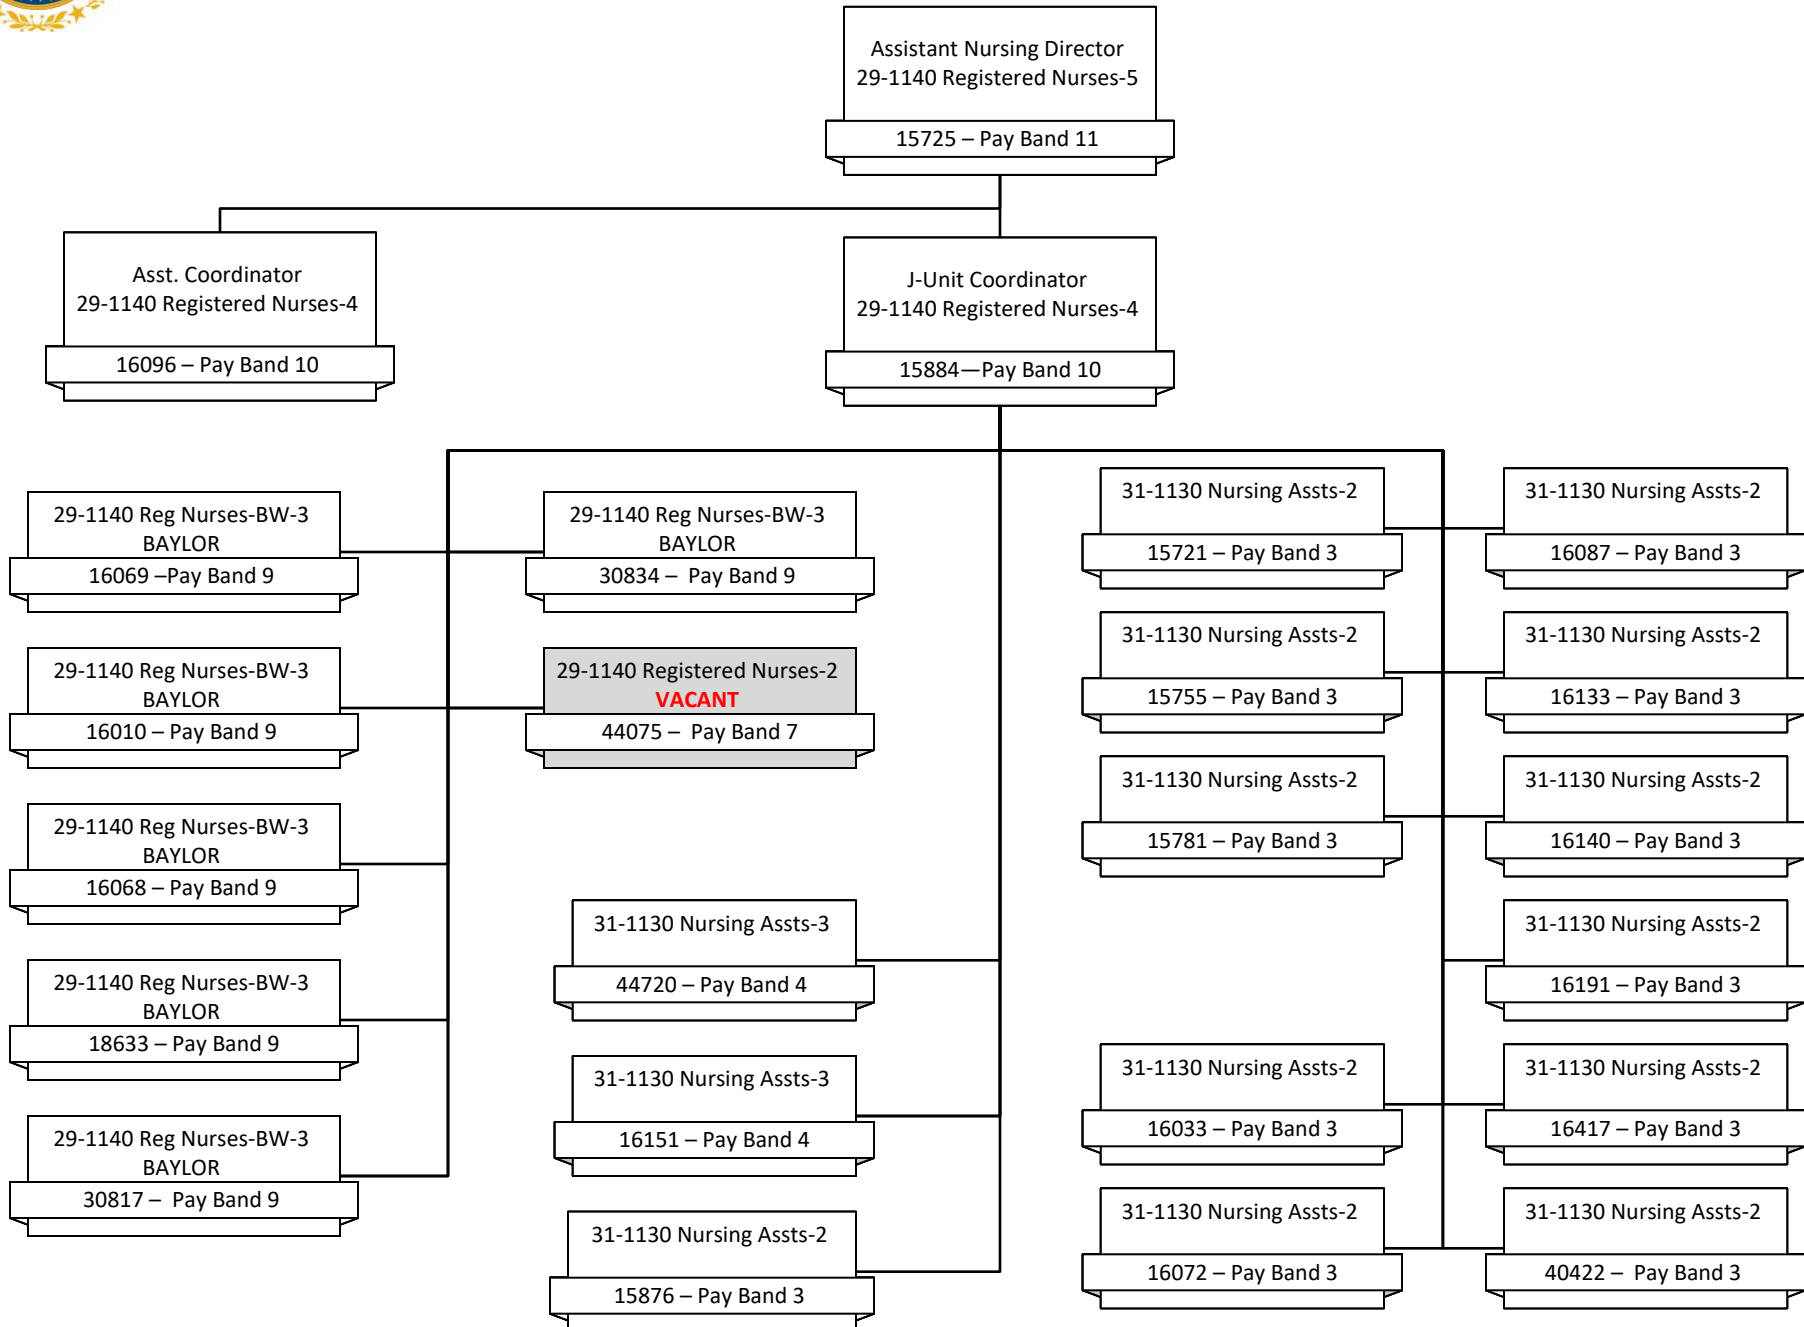 Assistant Nursing Director
29-1140 Registered Nurses-5
15725 – Pay Band 11
Asst. Coordinator
29-1140 Registered Nurses-4
16096 – Pay Band 10
J-Unit Coordinator
29-1140 Registered Nurses-4
15884—Pay Band 10
29-1140 Reg Nurses-BW-3
BAYLOR
16069 –Pay Band 9
29-1140 Reg Nurses-BW-3
BAYLOR
30834 – Pay Band 9
29-1140 Reg Nurses-BW-3
BAYLOR
16010 – Pay Band 9
29-1140 Registered Nurses-2
VACANT
44075 – Pay Band 7
29-1140 Reg Nurses-BW-3
BAYLOR
16068 – Pay Band 9
29-1140 Reg Nurses-BW-3
BAYLOR
18633 – Pay Band 9
29-1140 Reg Nurses-BW-3
BAYLOR
30817 – Pay Band 9
31-1130 Nursing Assts-3
44720 – Pay Band 4
31-1130 Nursing Assts-3
16151 – Pay Band 4
31-1130 Nursing Assts-2
15876 – Pay Band 3
31-1130 Nursing Assts-2
15721 – Pay Band 3
31-1130 Nursing Assts-2
16087 – Pay Band 3
31-1130 Nursing Assts-2
15755 – Pay Band 3
31-1130 Nursing Assts-2
16133 – Pay Band 3
31-1130 Nursing Assts-2
15781 – Pay Band 3
31-1130 Nursing Assts-2
16140 – Pay Band 3
31-1130 Nursing Assts-2
16191 – Pay Band 3
31-1130 Nursing Assts-2
16033 – Pay Band 3
31-1130 Nursing Assts-2
16417 – Pay Band 3
31-1130 Nursing Assts-2
16072 – Pay Band 3
31-1130 Nursing Assts-2
40422 – Pay Band 3